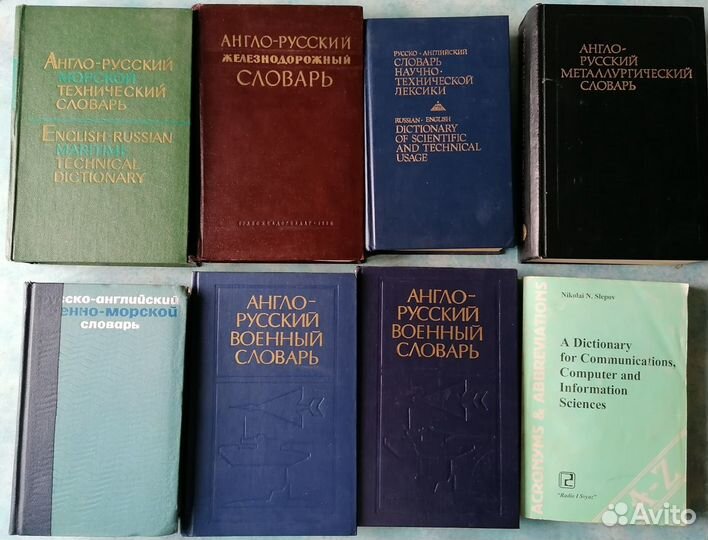 Англо-русский
морской
технический
словарь
English-Russian
maritime
technical
dictionary
АНГЛО-РУССКИЙ
ЖЕЛЕЗНОДОРОЖНЫЙ
СЛОВАРЬ
РУССКО-АНГЛИЙСКИЙ
СЛОВАРЬ
НАУЧНО-
ТЕХНИЧЕСКОЙ
ЛЕКСИКИ
RUSSIAN-ENGLISH
DICTIONARY
OF SCIENTIFIC
AND TECHNICAL
USAGE
АНГЛО-
РУССКИЙ
МЕТАЛЛУРГИЧЕСКИЙ
СЛОВАРЬ
сско-английский
енно-морской
словарь
АНГЛО-
РУССКИЙ
ВОЕННЫЙ
СЛОВАРЬ
АНГЛО-
РУССКИЙ
ВОЕННЫЙ
СЛОВАРЬ
ACRONYMS & ABBREVIATIONS
Nikolai N. Slepov
A Dictionary
for Communications,
Computer and
Information
Sciences
A-Z
"Radio I Svyaz"
Avito